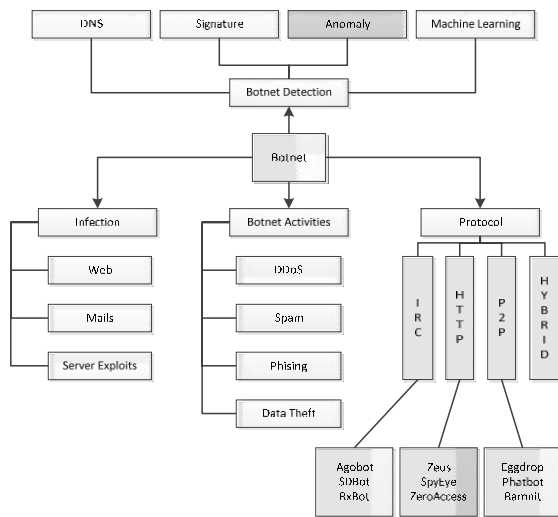 DNS
Signature
Anomaly
Machine Learning
Botnet Detection
Botnet
Infection
Botnet Activities
Protocol
Web
Mails
Server Exploits
DDoS
Spam
Phising
Data Theft
IRC
HTTP
P2P
HYBRID
Agobot
SDBot
RxBot
Zeus
SpyEye
ZeroAccess
Eggdrop
Phatbot
Ramnit